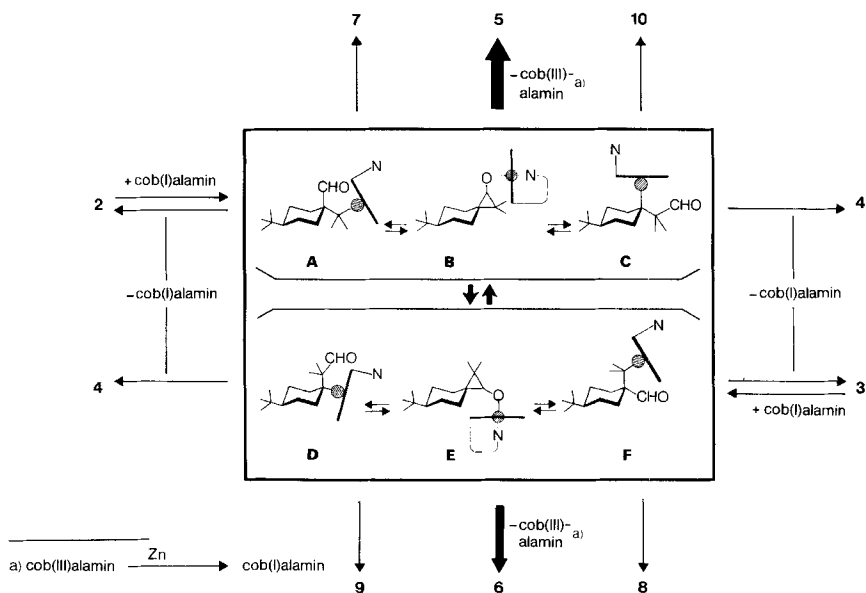 7 5 10
– cob(III)- a)
alamin
N
N
N
+ cob(I)alamin
CHO
O
CHO
2
4
A B C
– cob(I)alamin
– cob(I)alamin
CHO
N
N
4
O
3
CHO
+ cob(I)alamin
N
D E F
– cob(III)- a)
alamin
Zn
a) cob(III)alamin cob(I)alamin
9 6 8